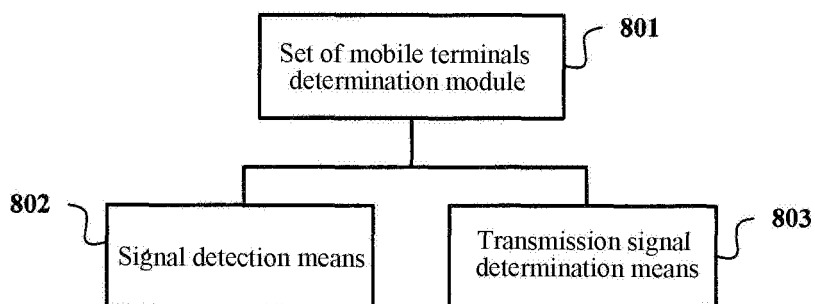 801
Set of mobile terminals
determination module
802
803
Signal detection means
Transmission signal
determination means